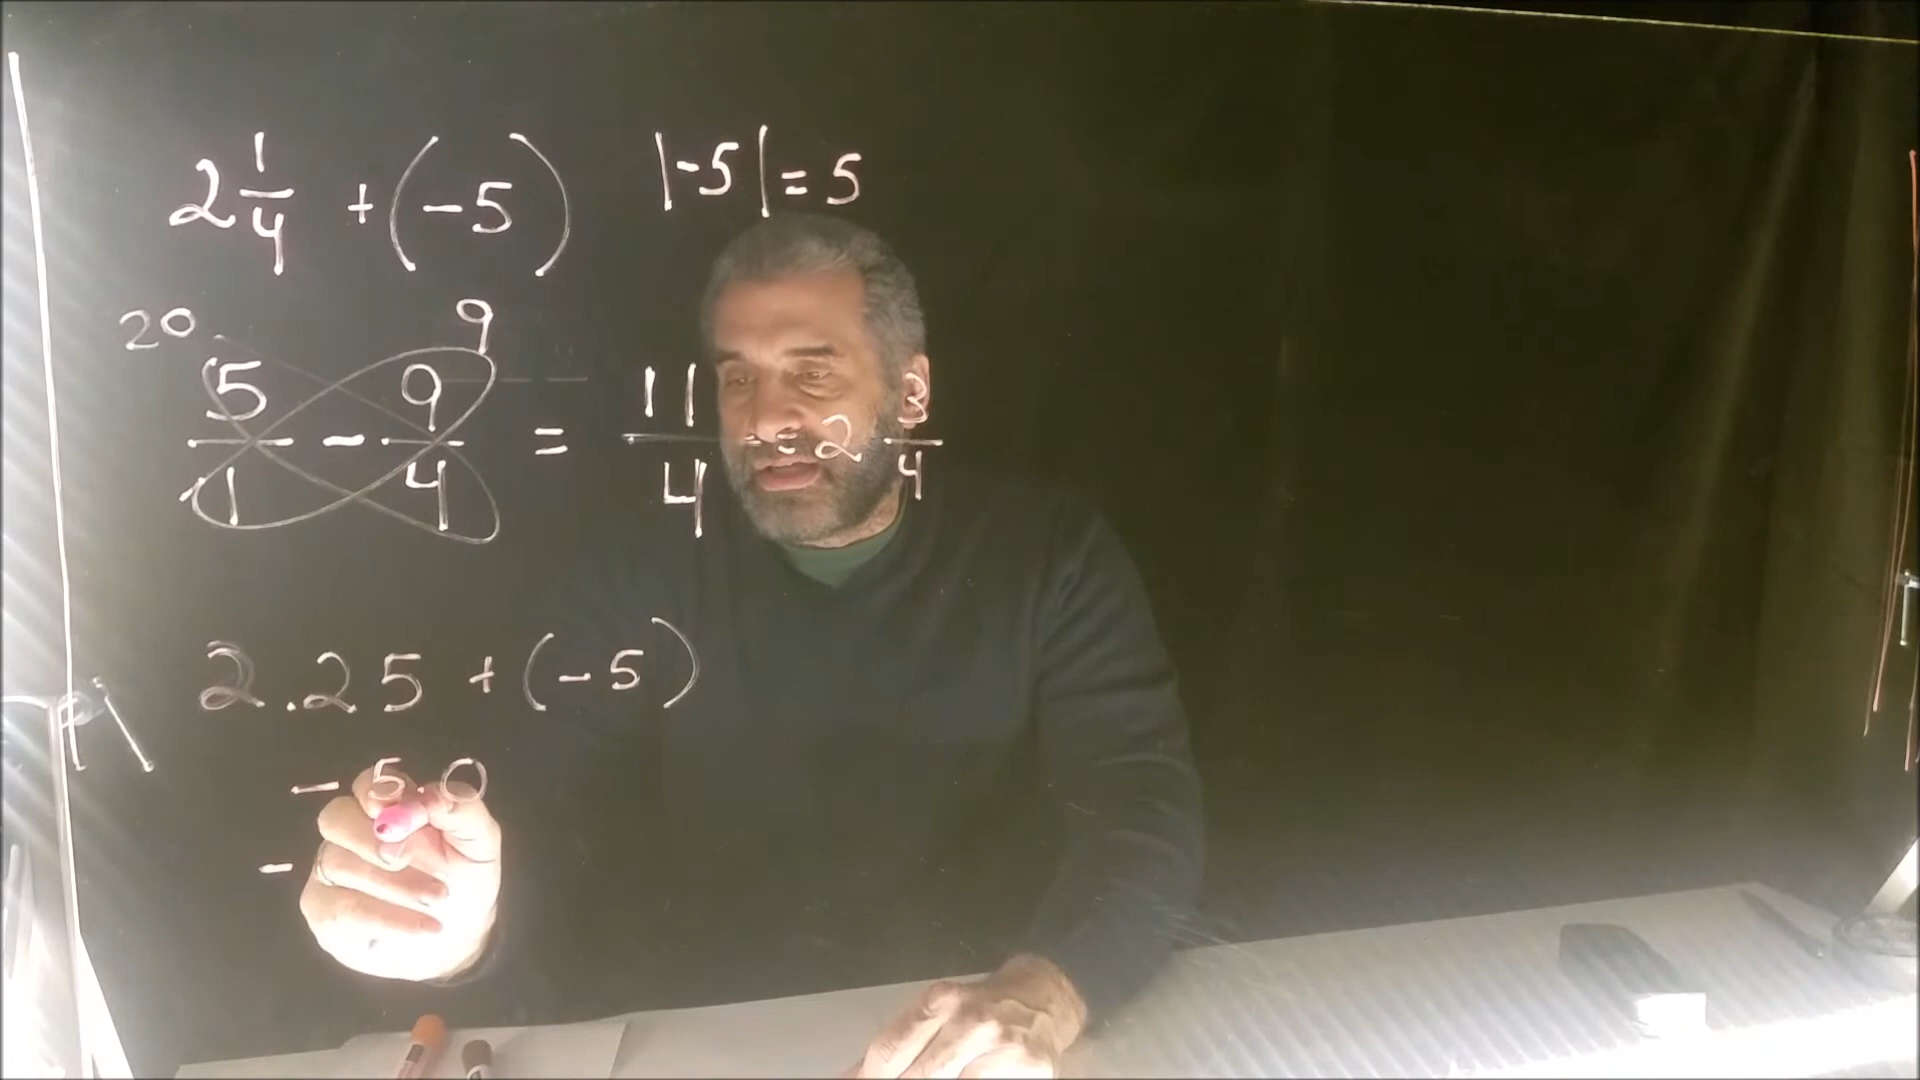 2 1/4 + (-5) |-5| = 5
20 9
5/1 - 9/4 = 11/4 = 2 3/4
2.25 + (-5)
- 5.0
-